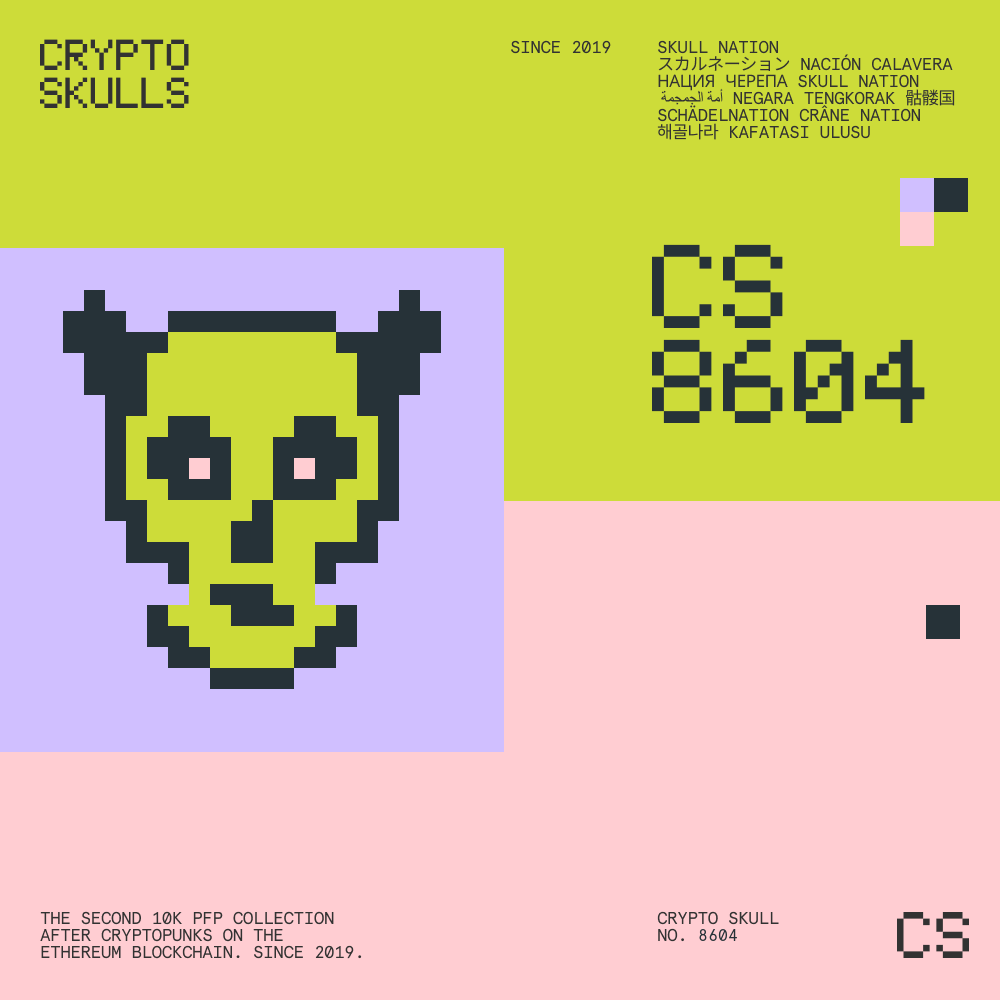 CRYPTO
SKULLS
SINCE 2019
SKULL NATION
スカルネーション NACIÓN CALAVERA
НАЦИЯ ЧЕРЕПА SKULL NATION
أمة الجمجمة NEGARA TENGKORAK 骷髅国
SCHÄDELNATION CRÂNE NATION
해골나라 KAFATASI ULUSU
CS
8604
THE SECOND 10K PFP COLLECTION
AFTER CRYPTOPUNKS ON THE
ETHEREUM BLOCKCHAIN. SINCE 2019.
CRYPTO SKULL
NO. 8604
CS